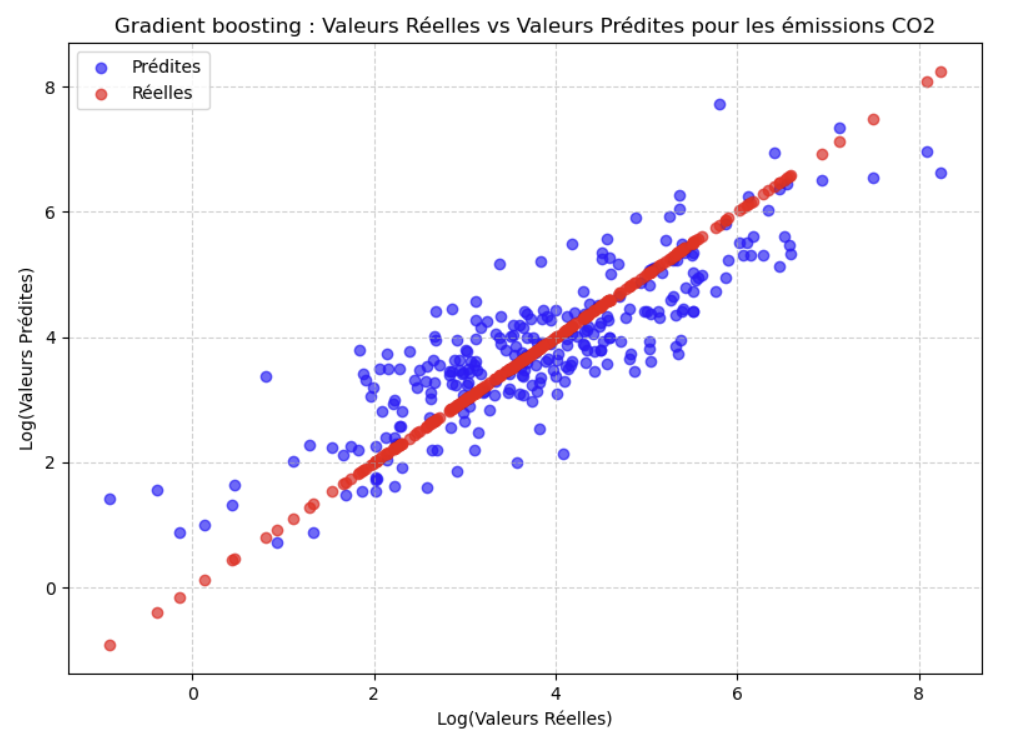 Gradient boosting : Valeurs Réelles vs Valeurs Prédites pour les émissions CO2
Prédites
Réelles
8
6
4
2
0
Log(Valeurs Prédites)
0 2 4 6 8
Log(Valeurs Réelles)